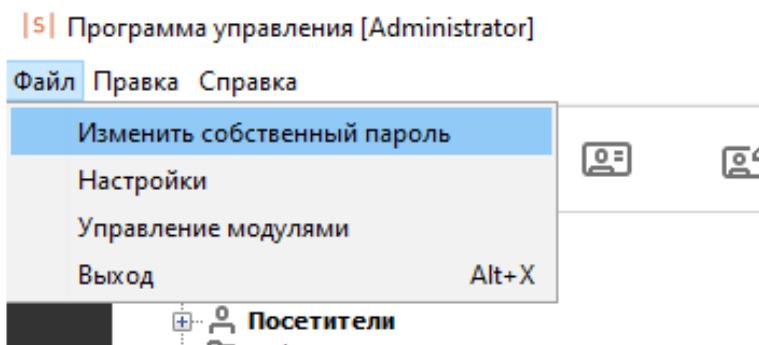 |S| Программа управления [Administrator]
Файл Правка Справка
Изменить собственный пароль
Настройки
Управление модулями
Выход Alt+X
Посетители